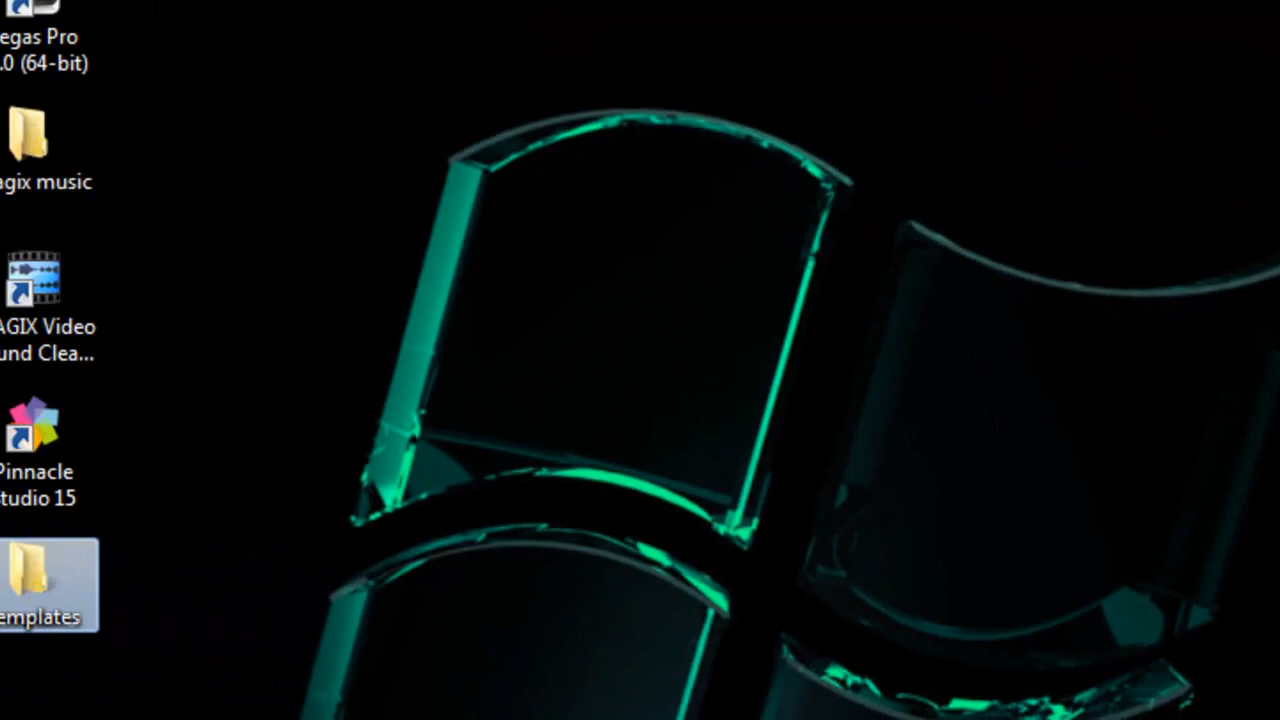 egas Pro
.0 (64-bit)
agix music
AGIX Video
und Clea...
Pinnacle
tudio 15
emplates